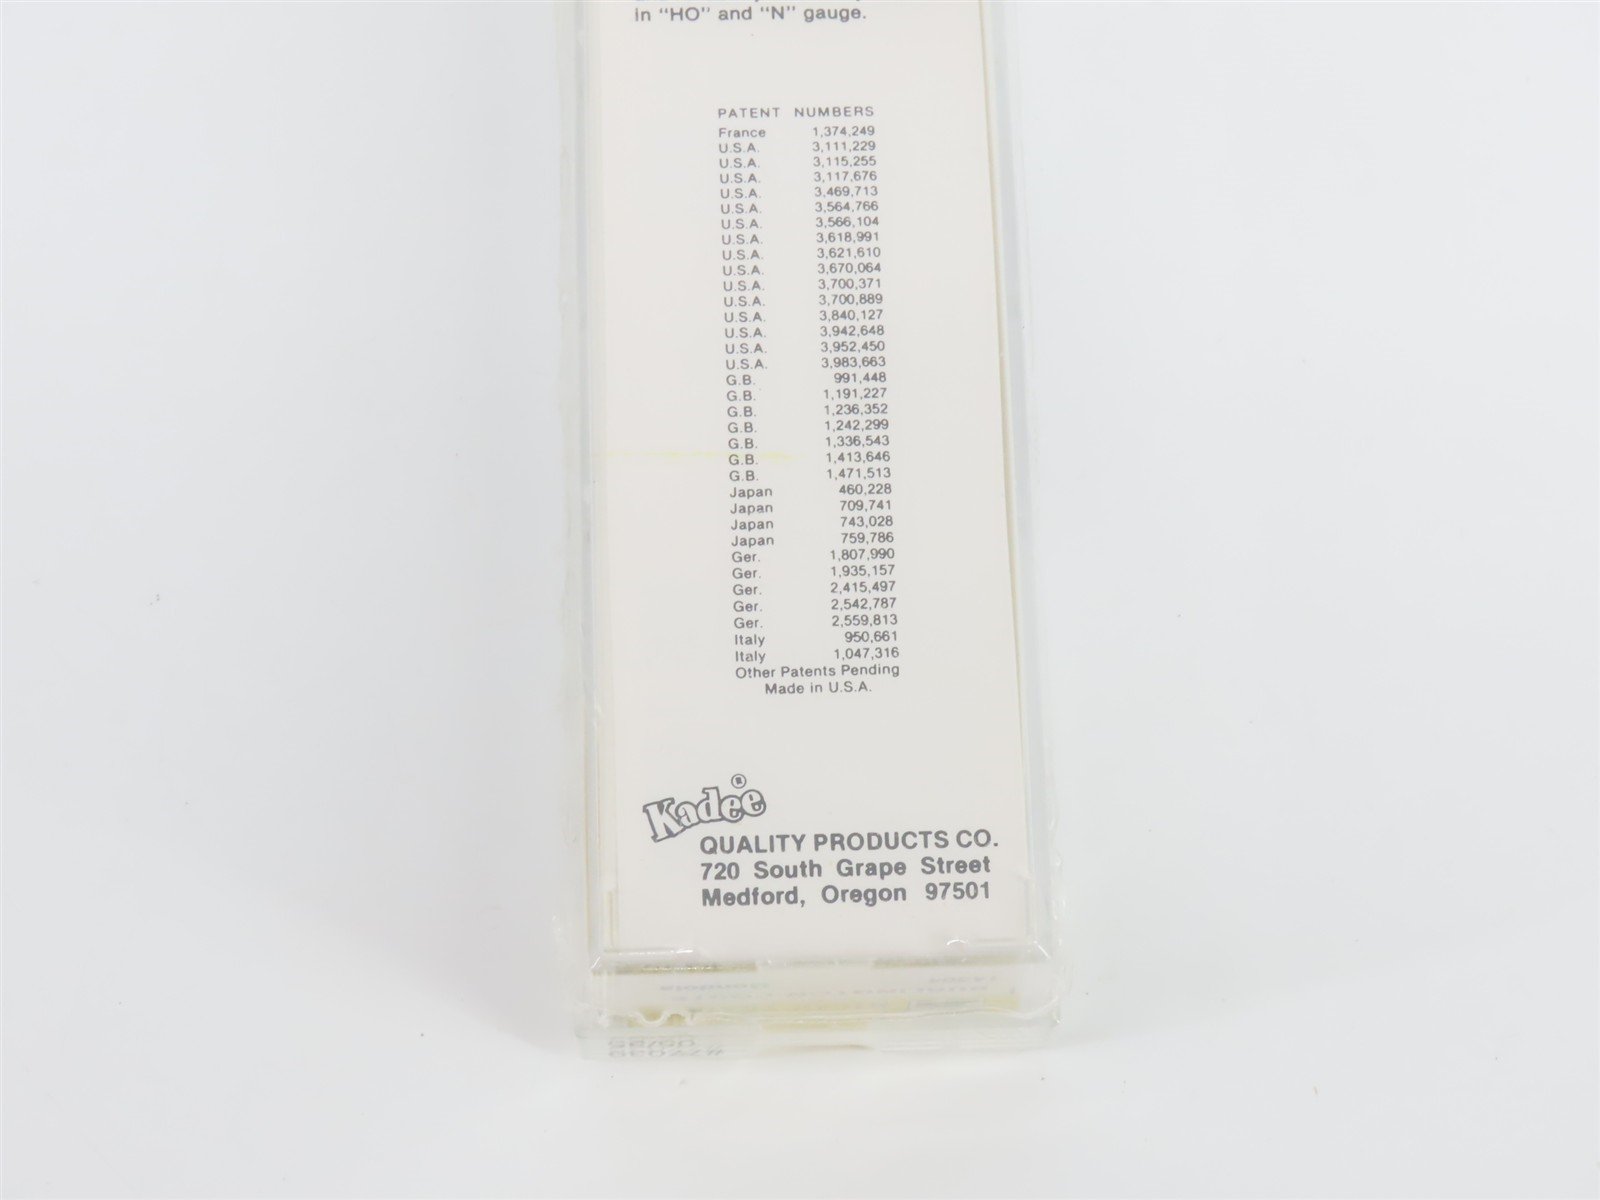 in "HO" and "N" gauge.
PATENT NUMBERS
France 1,374,249
U.S.A. 3,111,229
U.S.A. 3,115,255
U.S.A. 3,117,676
U.S.A. 3,469,713
U.S.A. 3,564,766
U.S.A. 3,566,104
U.S.A. 3,618,991
U.S.A. 3,621,610
U.S.A. 3,670,064
U.S.A. 3,700,371
U.S.A. 3,700,889
U.S.A. 3,840,127
U.S.A. 3,942,648
U.S.A. 3,952,450
U.S.A. 3,983,663
G.B. 991,448
G.B. 1,191,227
G.B. 1,236,352
G.B. 1,242,299
G.B. 1,336,543
G.B. 1,413,646
G.B. 1,471,513
Japan 460,228
Japan 709,741
Japan 743,028
Japan 759,786
Ger. 1,807,990
Ger. 1,935,157
Ger. 2,415,497
Ger. 2,542,787
Ger. 2,559,813
Italy 950,661
Italy 1,047,316
Other Patents Pending
Made in U.S.A.
Kadee®
QUALITY PRODUCTS CO.
720 South Grape Street
Medford, Oregon 97501